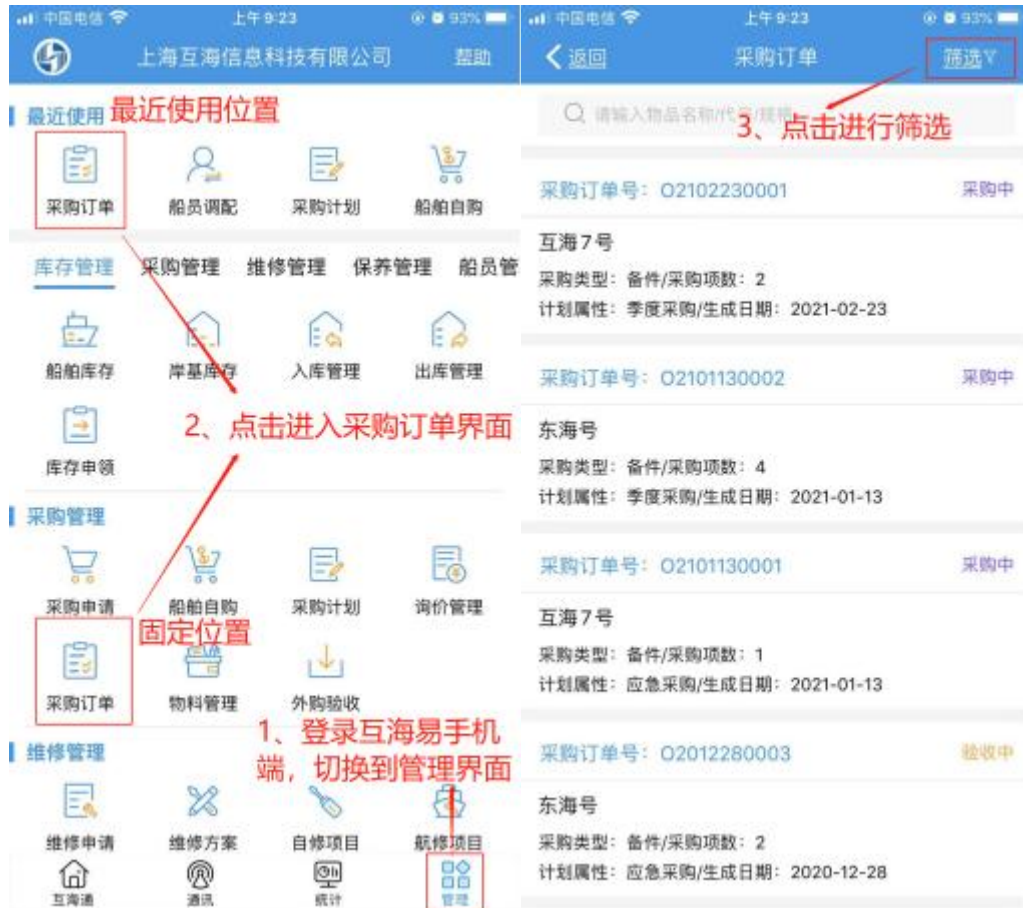 中国电信 上午9:23 93%
上海互海信息科技有限公司 帮助
最近使用 最近使用位置
采购订单 船员调配 采购计划 船舶自购
库存管理 采购管理 维修管理 保养管理 船员管
船舶库存 岸基库存 入库管理 出库管理
2、点击进入采购订单界面
库存申领
采购管理
采购申请 船舶自购 采购计划 询价管理
固定位置
采购订单 物料管理 外购验收
1、登录互海易手机
端，切换到管理界面
维修管理
维修申请 维修方案 自修项目 航修项目
互海通 通讯 统计 管理
中国电信 上午9:23 93%
返回 采购订单 筛选
请输入物品名称/代号/规格
3、点击进行筛选
采购订单号：O2102230001 采购中
互海7号
采购类型：备件/采购项数：2
计划属性：季度采购/生成日期：2021-02-23
采购订单号：O2101130002 采购中
东海号
采购类型：备件/采购项数：4
计划属性：季度采购/生成日期：2021-01-13
采购订单号：O2101130001 采购中
互海7号
采购类型：备件/采购项数：1
计划属性：应急采购/生成日期：2021-01-13
采购订单号：O2012280003 验收中
东海号
采购类型：备件/采购项数：2
计划属性：应急采购/生成日期：2020-12-28